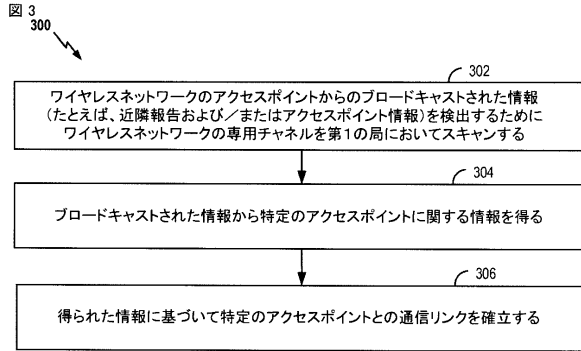 図 3
300
302
ワイヤレスネットワークのアクセスポイントからのブロードキャストされた情報
(たとえば、近隣報告および/またはアクセスポイント情報)を検出するために
ワイヤレスネットワークの専用チャネルを第1の局においてスキャンする
304
ブロードキャストされた情報から特定のアクセスポイントに関する情報を得る
306
得られた情報に基づいて特定のアクセスポイントとの通信リンクを確立する